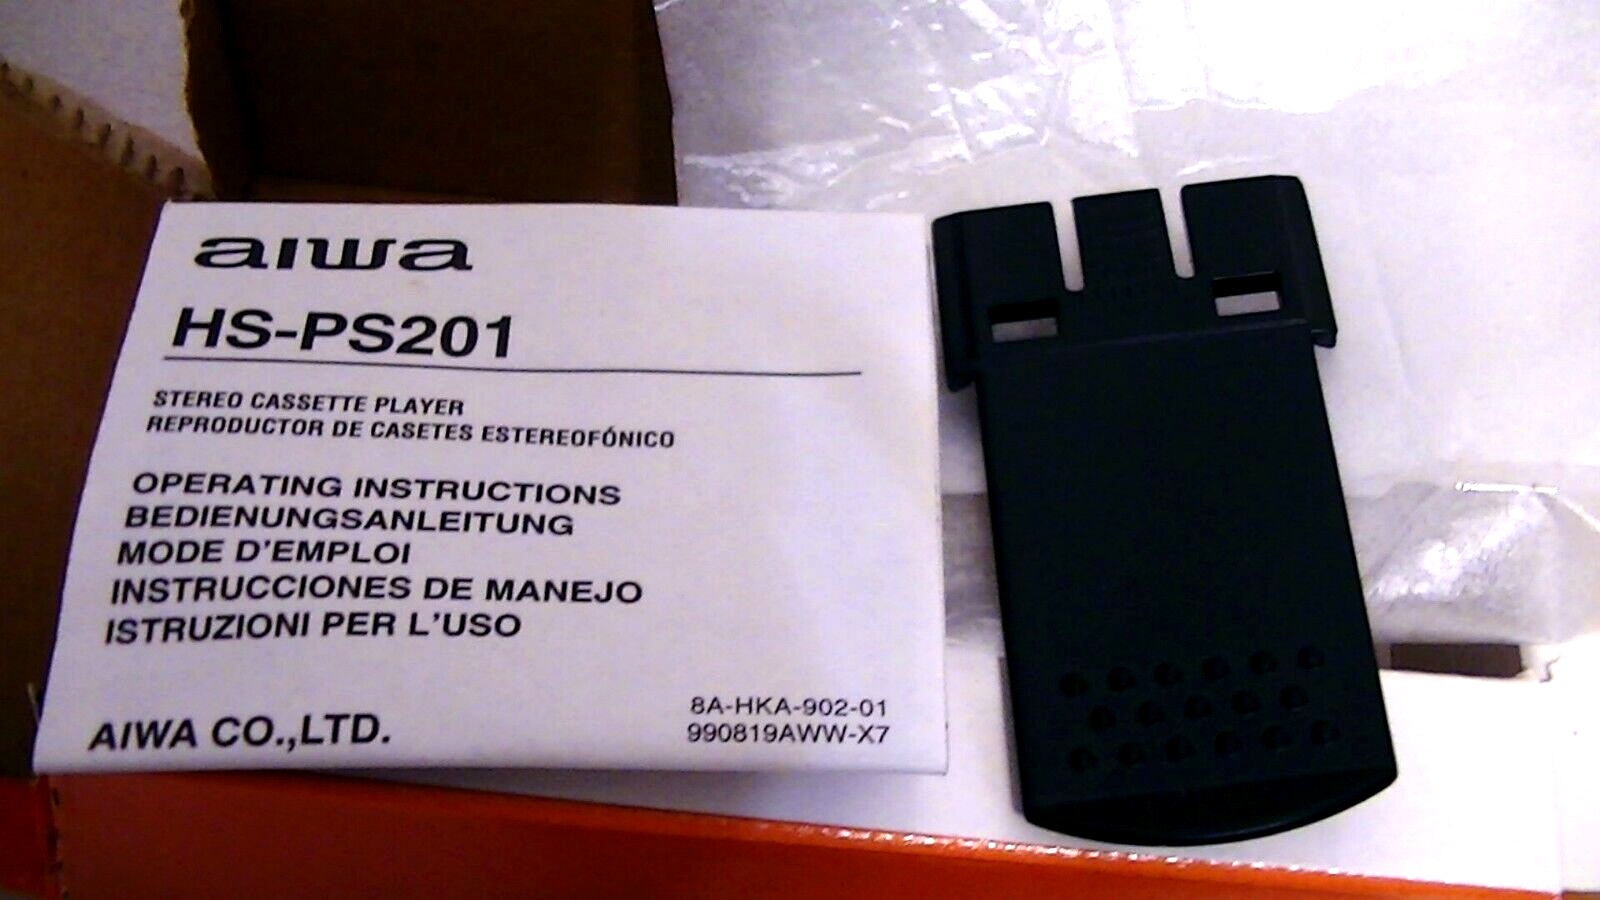 aiwa
HS-PS201
STEREO CASSETTE PLAYER
REPRODUCTOR DE CASETES ESTEREOFÓNICO
OPERATING INSTRUCTIONS
BEDIENUNGSANLEITUNG
MODE D'EMPLOI
INSTRUCCIONES DE MANEJO
ISTRUZIONI PER L'USO
AIWA CO.,LTD.
8A-HKA-902-01
990819AWW-X7